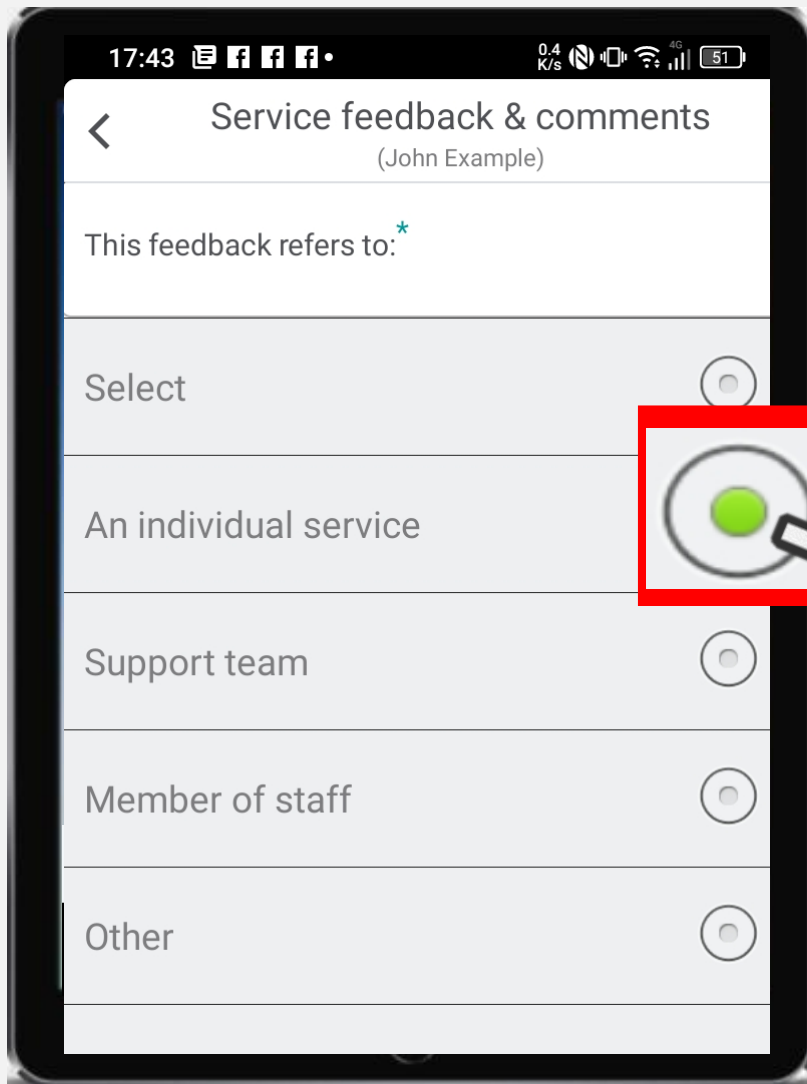 17:43
0.4
K/s
4G
51
Service feedback & comments
(John Example)
This feedback refers to:*
Select
An individual service
Support team
Member of staff
Other